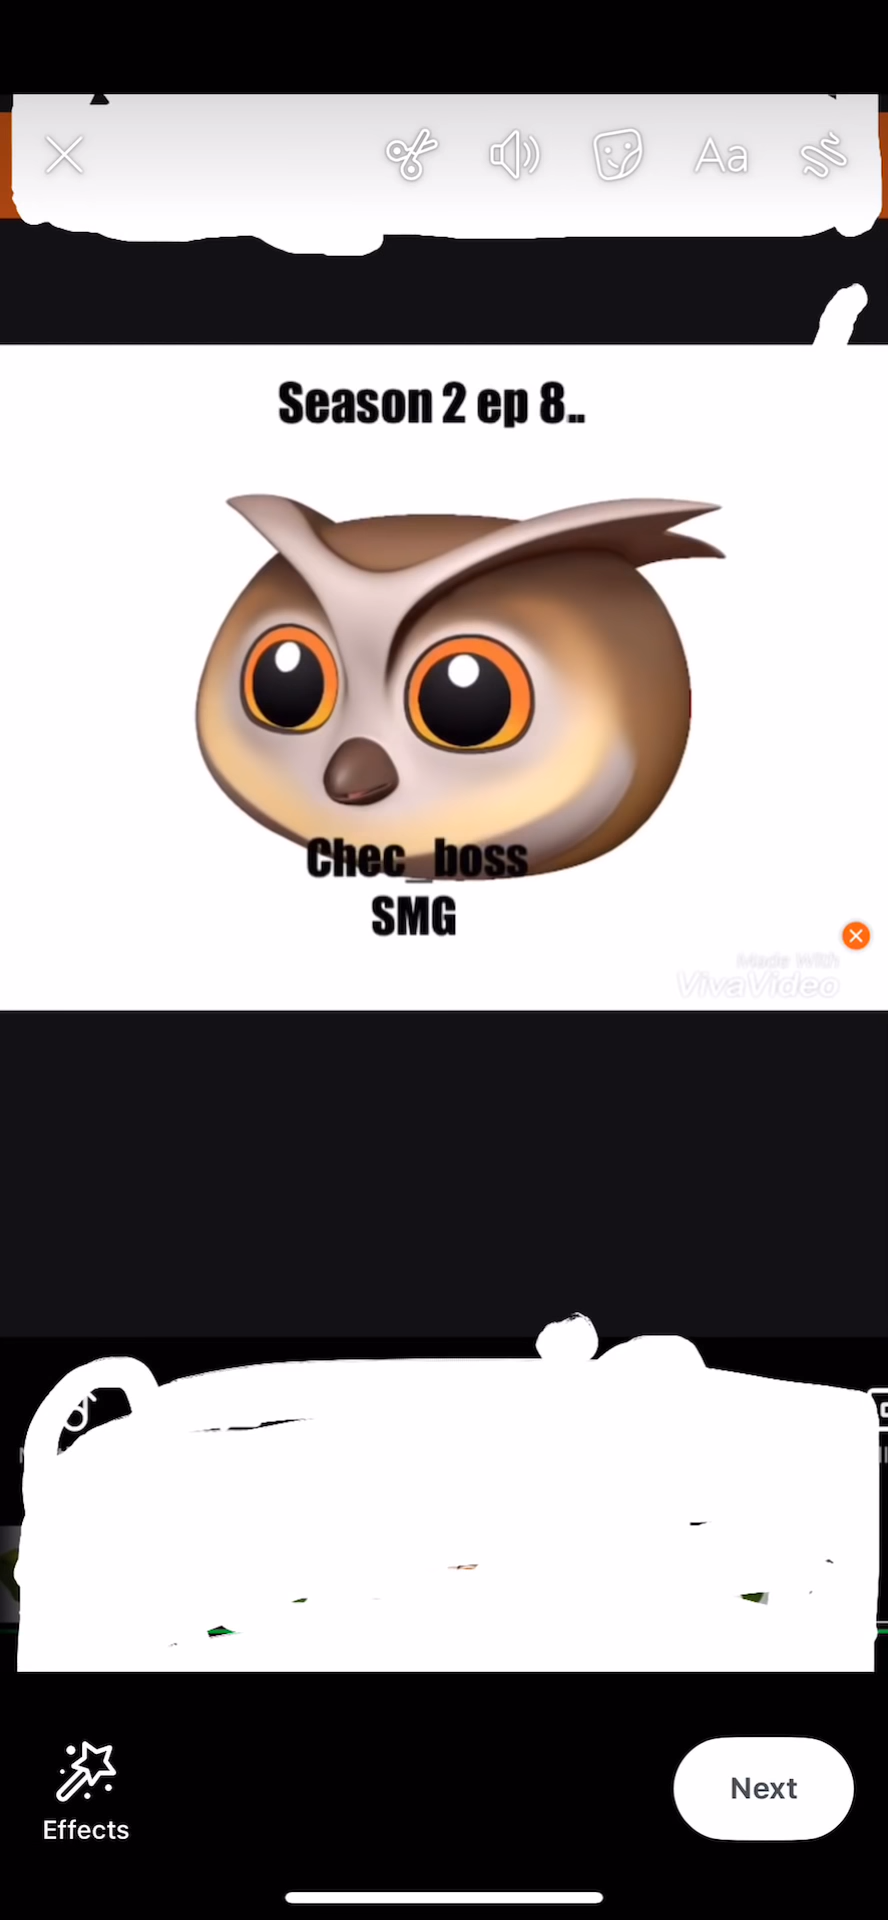 Aa
Season 2 ep 8..
Chec_boss
SMG
Made With
VivaVideo
Effects
Next